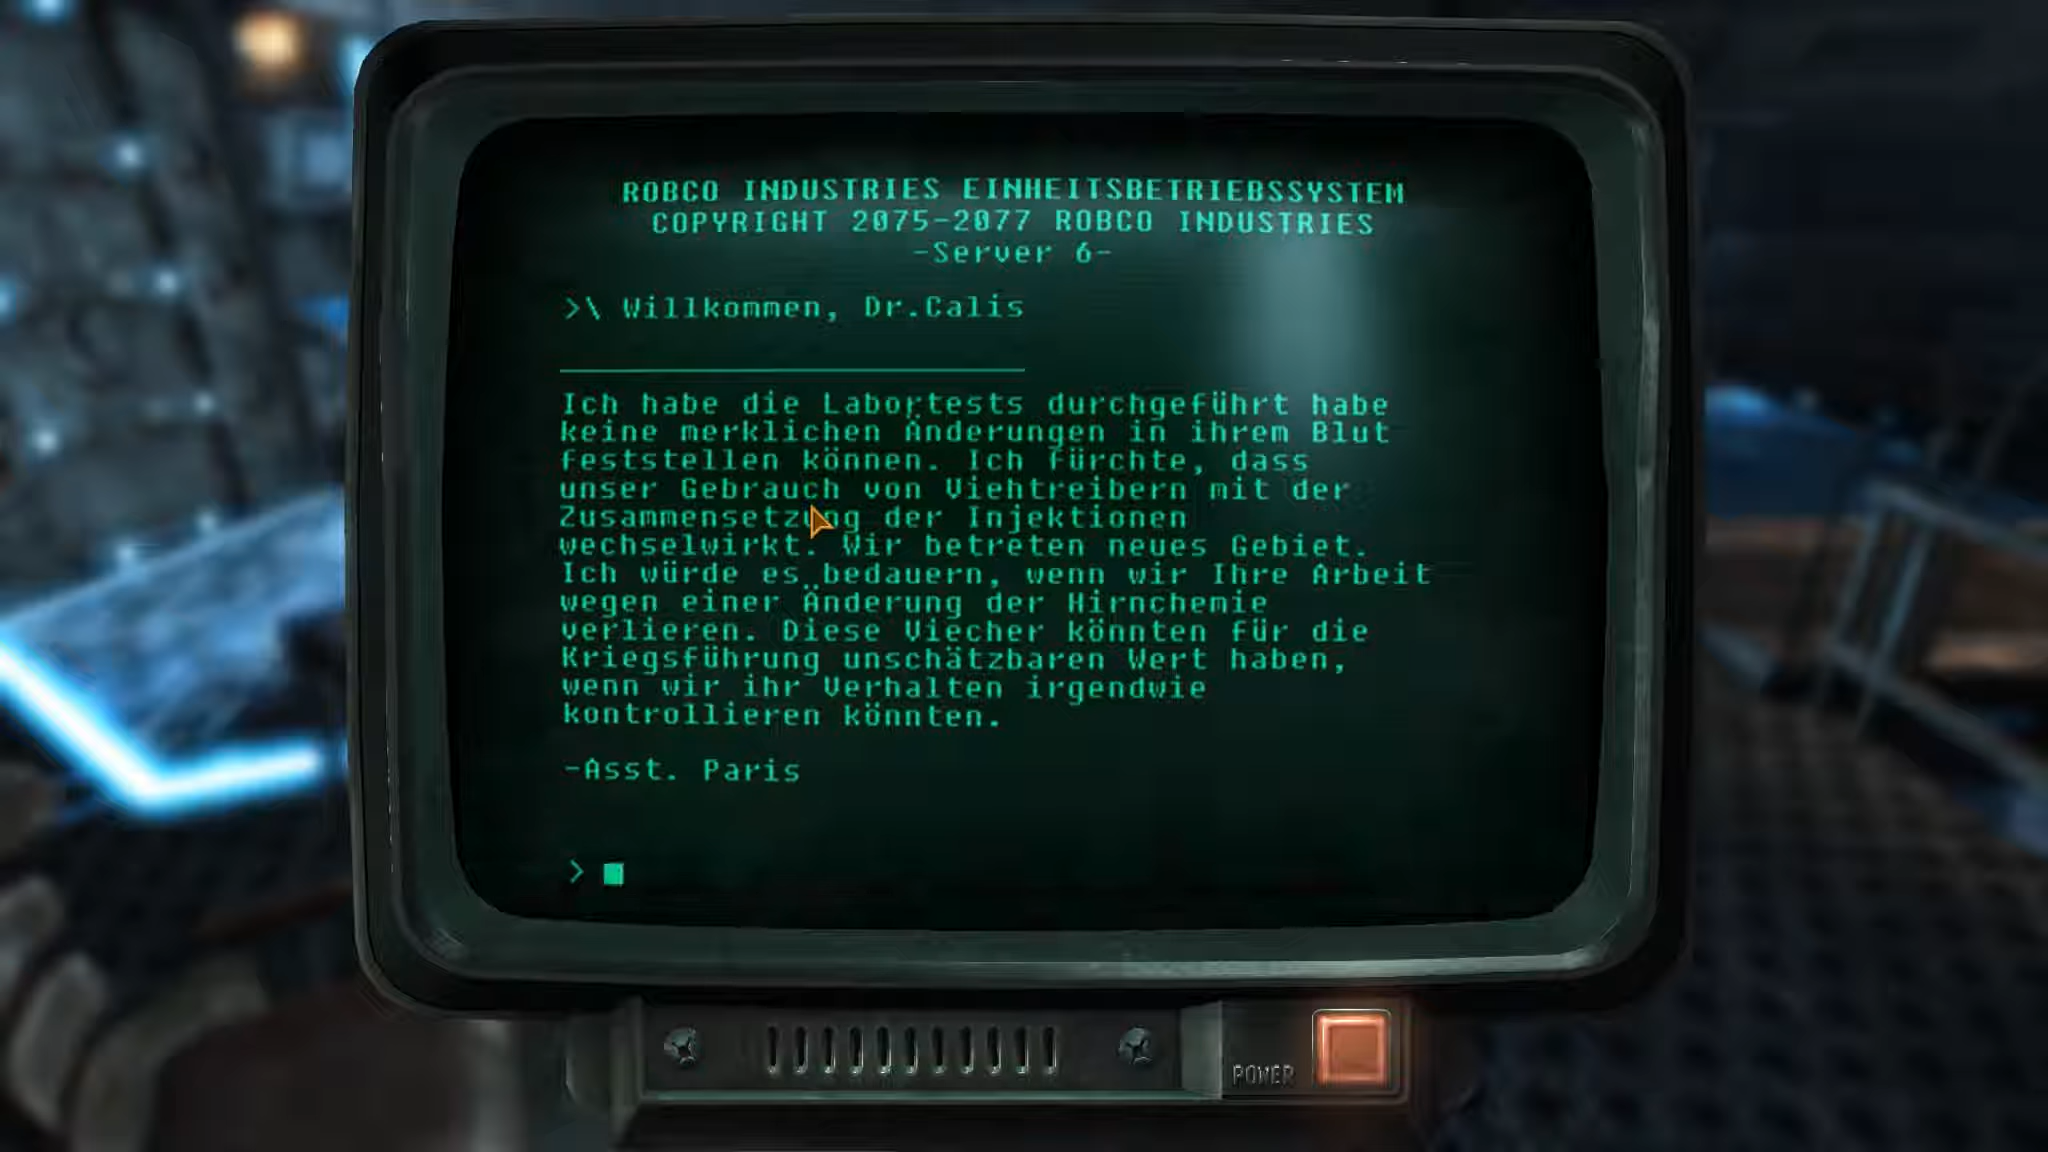 ROBCO INDUSTRIES EINHEITSBETRIEBSSYSTEM
COPYRIGHT 2075-2077 ROBCO INDUSTRIES
-Server 6-
>\ Willkommen, Dr.Calis
Ich habe die Labortests durchgeführt habe
keine merklichen Änderungen in ihrem Blut
feststellen können. Ich fürchte, dass
unser Gebrauch von Viehtreibern mit der
Zusammensetzung der Injektionen
wechselwirkt. Wir betreten neues Gebiet.
Ich würde es bedauern, wenn wir Ihre Arbeit
wegen einer Änderung der Hirnchemie
verlieren. Diese Viecher könnten für die
Kriegsführung unschätzbaren Wert haben,
wenn wir ihr Verhalten irgendwie
kontrollieren könnten.
-Asst. Paris
>
POWER